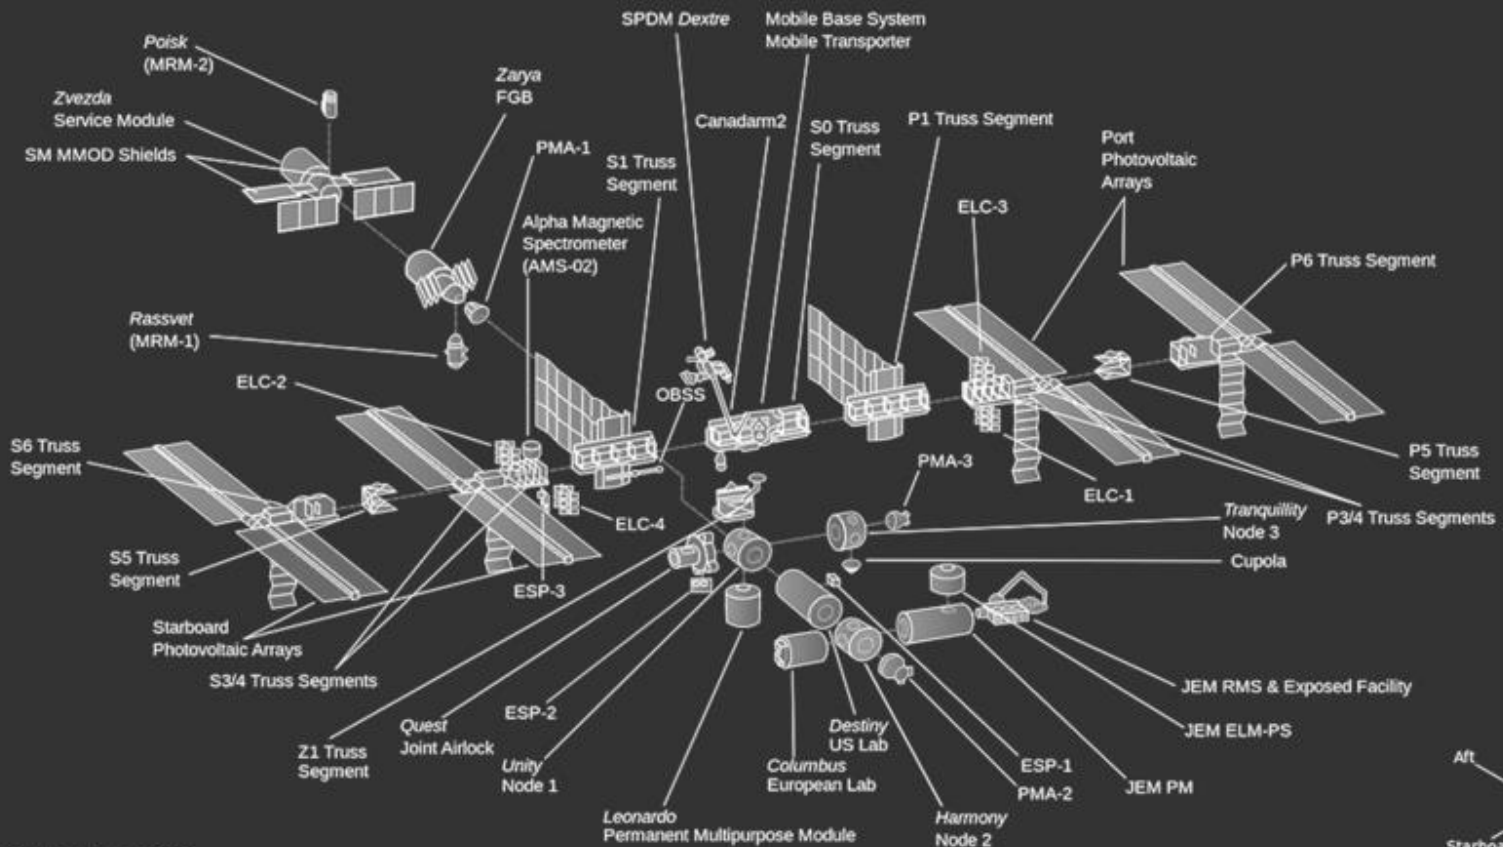 SPDM Dextre
Mobile Base System
Mobile Transporter
Poisk
(MRM-2)
Zarya
FGB
Zvezda
Service Module
SM MMOD Shields
PMA-1
Canadarm2
S0 Truss
Segment
P1 Truss Segment
Port
Photovoltaic
Arrays
S1 Truss
Segment
Alpha Magnetic
Spectrometer
(AMS-02)
ELC-3
P6 Truss Segment
Rassvet
(MRM-1)
ELC-2
OBSS
S6 Truss
Segment
PMA-3
P5 Truss
Segment
ELC-1
Tranquillity
Node 3
P3/4 Truss Segments
ELC-4
S5 Truss
Segment
ESP-3
Cupola
Starboard
Photovoltaic Arrays
S3/4 Truss Segments
JEM RMS & Exposed Facility
ESP-2
Quest
Joint Airlock
Destiny
US Lab
JEM ELM-PS
Z1 Truss
Segment
Unity
Node 1
Columbus
European Lab
ESP-1
PMA-2
JEM PM
Aft
Leonardo
Permanent Multipurpose Module
Harmony
Node 2